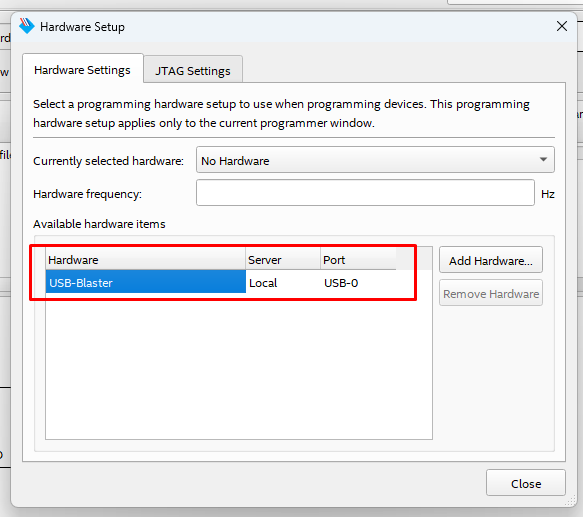 Hardware Setup
Hardware Settings
JTAG Settings
Select a programming hardware setup to use when programming devices. This programming
hardware setup applies only to the current programmer window.
Currently selected hardware:
No Hardware
Hardware frequency:
Hz
Available hardware items
Hardware
Server
Port
USB-Blaster
Local
USB-0
Add Hardware...
Remove Hardware
Close